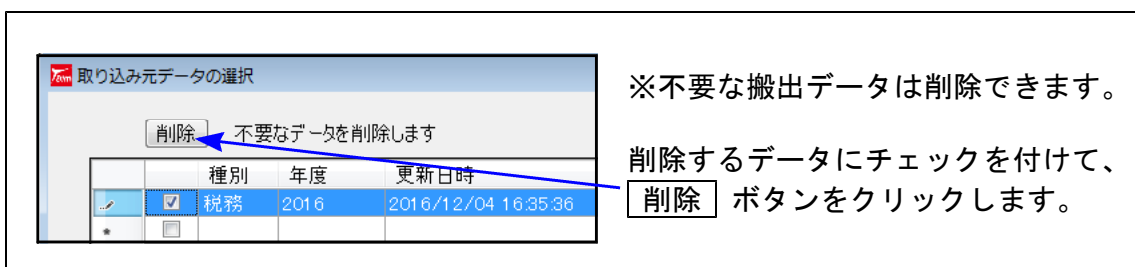 取り込み元データの選択
削除 不要なデータを削除します
種別 年度 更新日時
税務 2016 2016/12/04 16:35:36
※不要な搬出データは削除できます。
削除するデータにチェックを付けて、
削除 ボタンをクリックします。